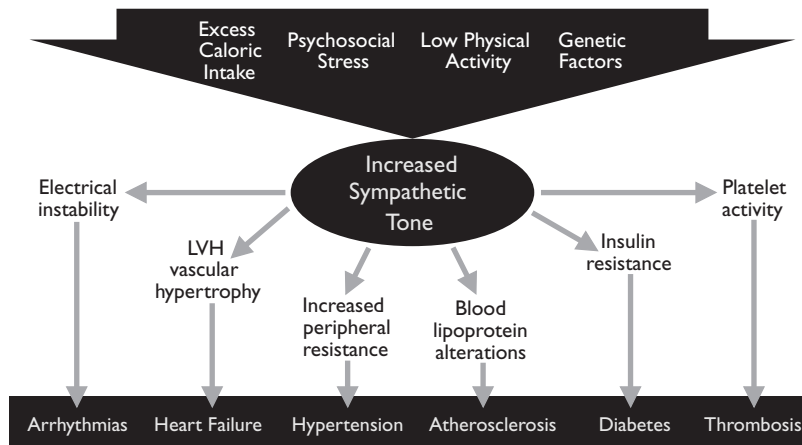 Excess
Caloric
Intake
Psychosocial
Stress
Low Physical
Activity
Genetic
Factors
Increased
Sympathetic
Tone
Electrical
instability
LVH
vascular
hypertrophy
Increased
peripheral
resistance
Blood
lipoprotein
alterations
Insulin
resistance
Platelet
activity
Arrhythmias
Heart Failure
Hypertension
Atherosclerosis
Diabetes
Thrombosis